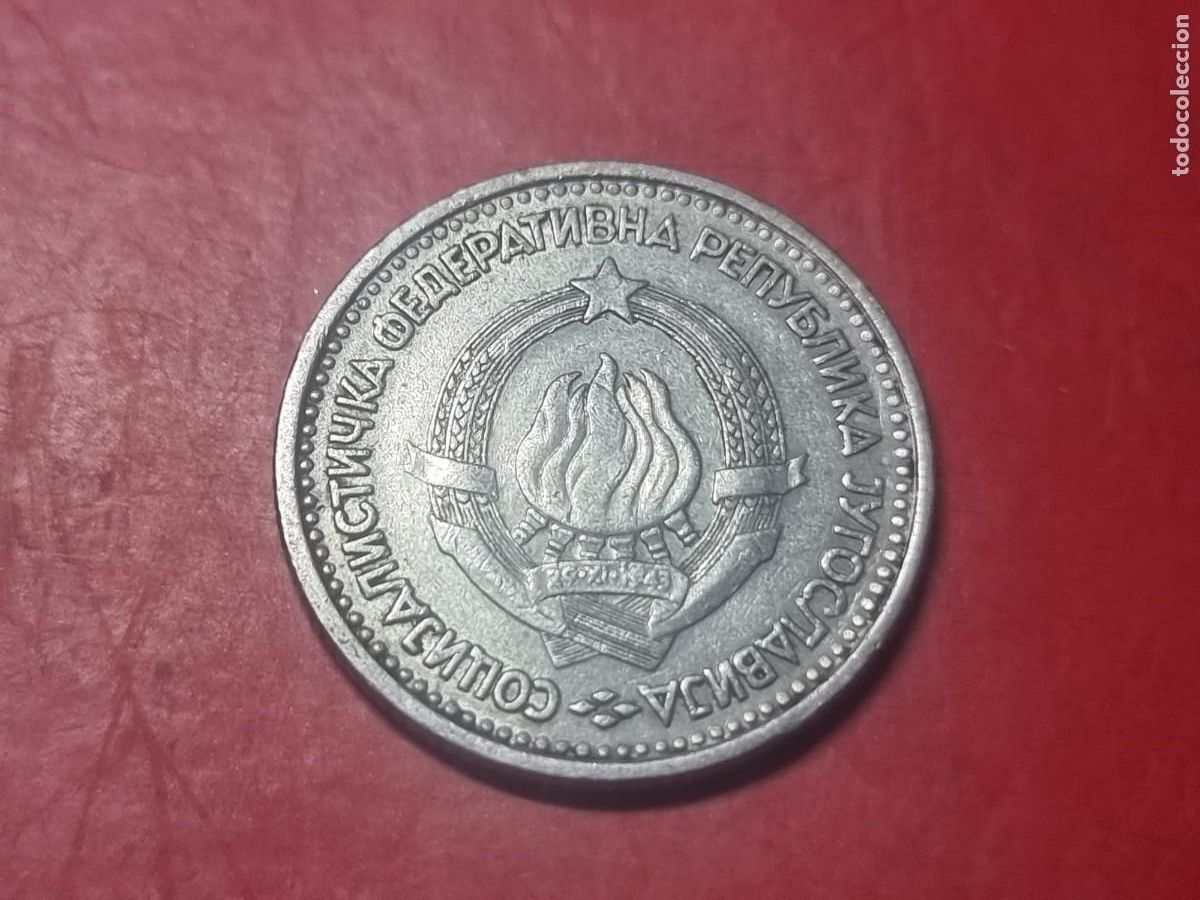 СОЦИЈАЛИСТИЧКА ФЕДЕРАТИВНА РЕПУБЛИКА ЈУГОСЛАВИЈА
29·XI·1943
todocoleccion